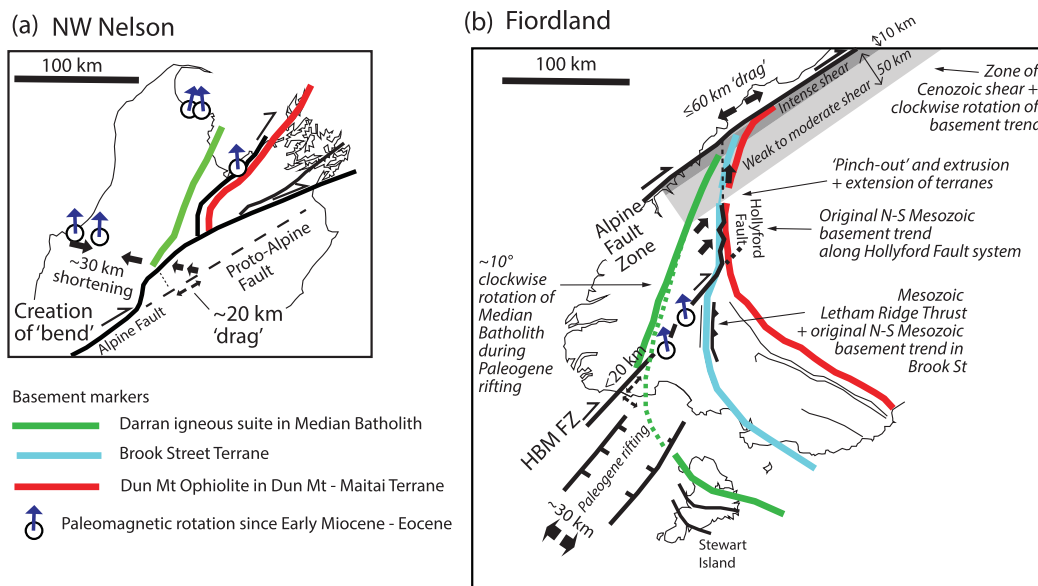 (a) NW Nelson
100 km
~30 km
shortening
Creation
of 'bend'
Alpine Fault
Proto-Alpine
Fault
~20 km
'drag'
Basement markers
Darran igneous suite in Median Batholith
Brook Street Terrane
Dun Mt Ophiolite in Dun Mt - Maitai Terrane
Paleomagnetic rotation since Early Miocene - Eocene
(b) Fiordland
100 km
≤60 km 'drag'
Intense shear
Weak to moderate shear
10 km
50 km
Zone of
Cenozoic shear +
clockwise rotation of
basement trend
'Pinch-out' and extrusion
+ extension of terranes
Hollyford
Fault
Original N-S Mesozoic
basement trend
along Hollyford Fault system
Alpine
Fault
Zone
~10°
clockwise
rotation of
Median
Batholith
during
Paleogene
rifting
Mesozoic
Letham Ridge Thrust
+ original N-S Mesozoic
basement trend in
Brook St
<20 km
HBM FZ
Paleogene rifting
~30 km
Stewart
Island